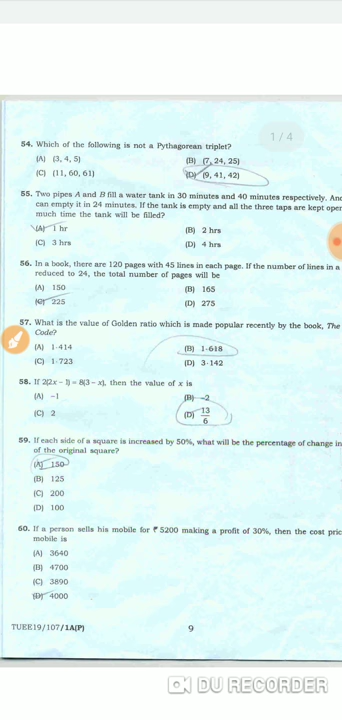 1 / 4
54. Which of the following is not a Pythagorean triplet?
(A) (3, 4, 5)
(B) (7, 24, 25)
(C) (11, 60, 61)
(D) (9, 41, 42)
55. Two pipes A and B fill a water tank in 30 minutes and 40 minutes respectively. And
can empty it in 24 minutes. If the tank is empty and all the three taps are kept open
much time the tank will be filled?
(A) 1 hr
(B) 2 hrs
(C) 3 hrs
(D) 4 hrs
56. In a book, there are 120 pages with 45 lines in each page. If the number of lines in a
reduced to 24, the total number of pages will be
(A) 150
(B) 165
(C) 225
(D) 275
57. What is the value of Golden ratio which is made popular recently by the book, The
Code?
(A) 1·414
(B) 1·618
(C) 1·723
(D) 3·142
58. If 2(2x – 1) = 8(3 – x), then the value of x is
(A) –1
(B) –2
(C) 2
(D) 13/6
59. If each side of a square is increased by 50%, what will be the percentage of change in
of the original square?
(A) 150
(B) 125
(C) 200
(D) 100
60. If a person sells his mobile for ₹ 5200 making a profit of 30%, then the cost pric
mobile is
(A) 3640
(B) 4700
(C) 3890
(D) 4000
TUEE19/107/1A(P)
9
DU RECORDER